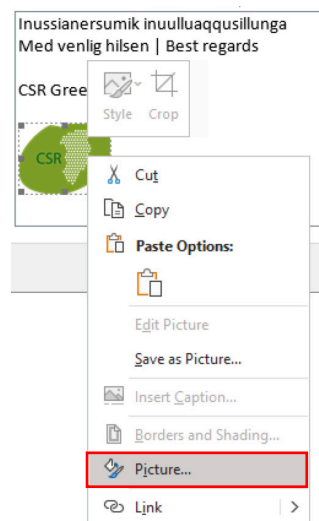 Inussianersumik inuulluaqqusillunga
Med venlig hilsen | Best regards
CSR Gree
Style Crop
CSR
Cut
Copy
Paste Options:
Edit Picture
Save as Picture...
Insert Caption...
Borders and Shading...
Picture...
Link